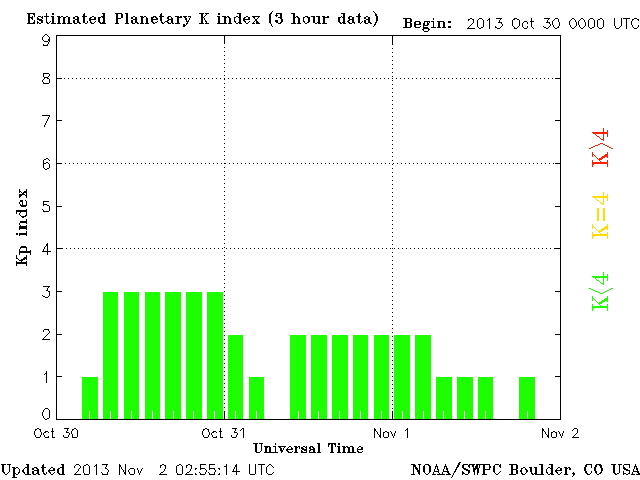 Estimated Planetary K index (3 hour data) Begin: 2013 Oct 30 0000 UTC
9
8
7
6
5
4
3
2
1
0
Kp index
K>4
K=4
K<4
Oct 30 Oct 31 Nov 1 Nov 2
Universal Time
Updated 2013 Nov 2 02:55:14 UTC NOAA/SWPC Boulder, CO USA